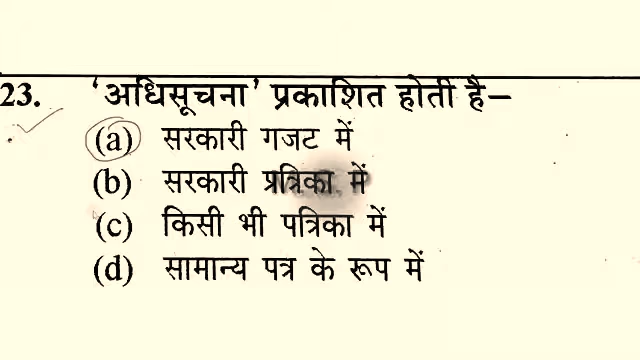 23. 'अधिसूचना' प्रकाशित होती है–
(a) सरकारी गजट में
(b) सरकारी प्रत्रिका में
(c) किसी भी पत्रिका में
(d) सामान्य पत्र के रूप में